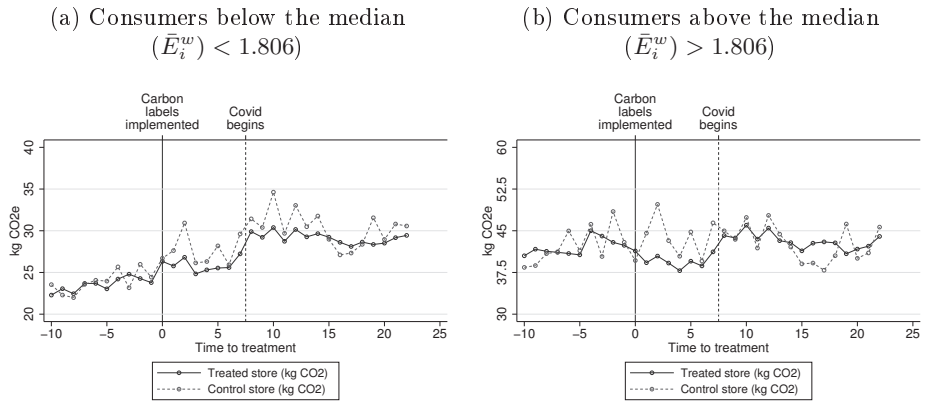 (a) Consumers below the median
(Ē_i^w) < 1.806)
Carbon
labels
implemented
Covid
begins
kg CO2e
40
35
30
25
20
−10 −5 0 5 10 15 20 25
Time to treatment
Treated store (kg CO2)
Control store (kg CO2)
(b) Consumers above the median
(Ē_i^w) > 1.806)
Carbon
labels
implemented
Covid
begins
kg CO2e
60
52.5
45
37.5
30
−10 −5 0 5 10 15 20 25
Time to treatment
Treated store (kg CO2)
Control store (kg CO2)